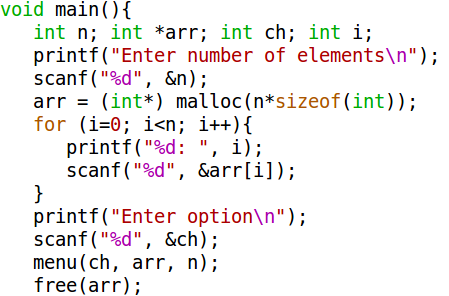 void main(){
int n; int *arr; int ch; int i;
printf("Enter number of elements\n");
scanf("%d", &n);
arr = (int*) malloc(n*sizeof(int));
for (i=0; i<n; i++){
printf("%d: ", i);
scanf("%d", &arr[i]);
}
printf("Enter option\n");
scanf("%d", &ch);
menu(ch, arr, n);
free(arr);